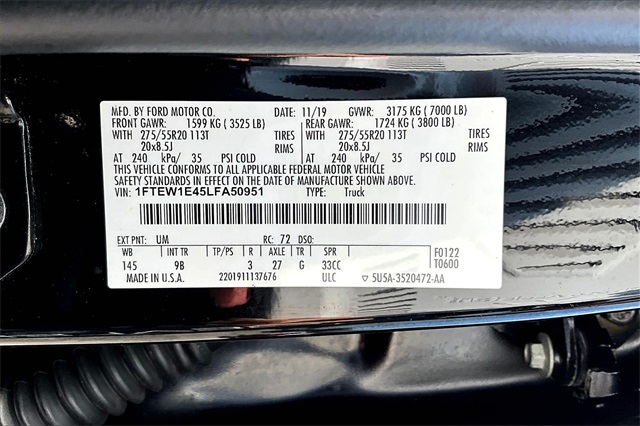 MFD. BY FORD MOTOR CO. DATE: 11/19 GVWR: 3175 KG ( 7000 LB)
FRONT GAWR: 1599 KG ( 3525 LB) REAR GAWR: 1724 KG ( 3800 LB)
WITH 275/55R20 113T TIRES WITH 275/55R20 113T TIRES
20x8.5J RIMS 20x8.5J RIMS
AT 240 kPa/ 35 PSI COLD AT 240 kPa/ 35 PSI COLD
THIS VEHICLE CONFORMS TO ALL APPLICABLE FEDERAL MOTOR VEHICLE
SAFETY STANDARDS IN EFFECT ON THE DATE OF MANUFACTURE SHOWN ABOVE.
VIN: 1FTEW1E45LFA50951 TYPE: Truck
EXT PNT: UM RC: 72 DSO:
WB INT TR TP/PS R AXLE TR SPR F0122
145 9B 3 27 G 33CC T0600
MADE IN U.S.A. 2201911137676 ULC 5U5A-3520472-AA